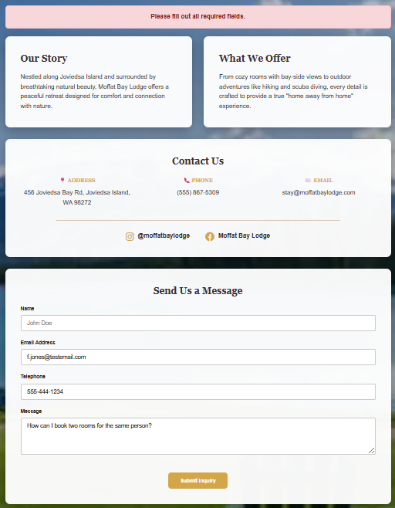 Please fill out all required fields.
Our Story
Nestled along Joviedsa Island and surrounded by
breathtaking natural beauty, Moffat Bay Lodge offers a
peaceful retreat designed for comfort and connection
with nature.
What We Offer
From cozy rooms with bay-side views to outdoor
adventures like hiking and scuba diving, every detail is
crafted to provide a true "home away from home"
experience.
Contact Us
ADDRESS
456 Joviedsa Bay Rd, Joviedsa Island,
WA 98272
PHONE
(555) 867-5309
EMAIL
stay@moffatbaylodge.com
@moffatbaylodge
Moffat Bay Lodge
Send Us a Message
Name
John Doe
Email Address
f.jones@testemail.com
Telephone
555-444-1234
Message
How can I book two rooms for the same person?
Submit Inquiry